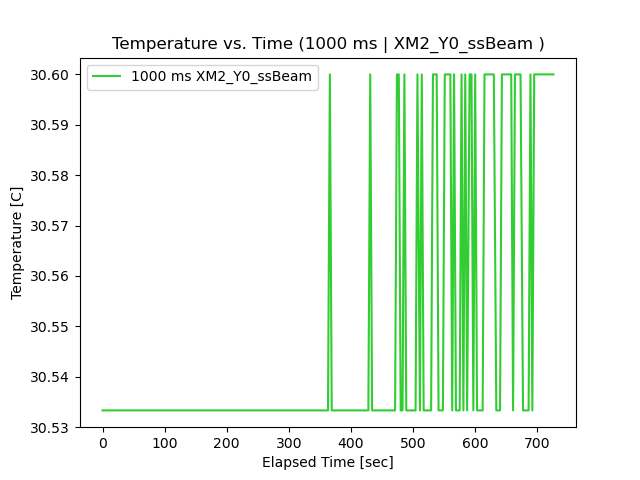 Temperature vs. Time (1000 ms | XM2_Y0_ssBeam )
1000 ms XM2_Y0_ssBeam
30.60
30.59
30.58
30.57
30.56
30.55
30.54
30.53
Temperature [C]
0 100 200 300 400 500 600 700
Elapsed Time [sec]